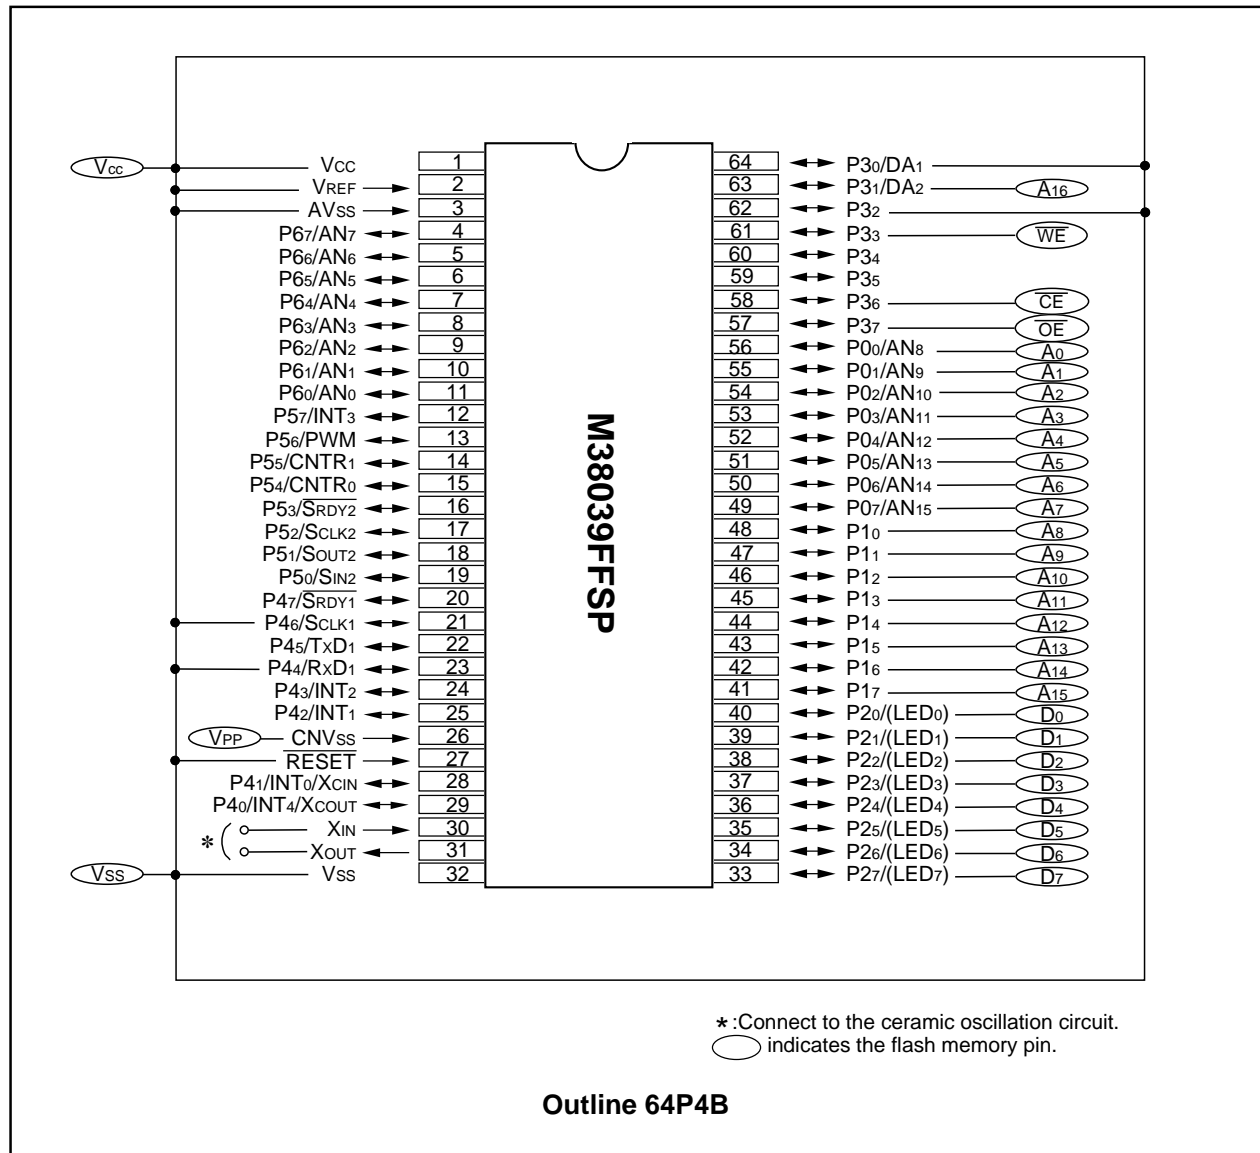 Vcc VCC 1 64 P30/DA1
VREF 2 63 P31/DA2 A16
AVSS 3 62 P32
P67/AN7 4 61 P33 WE
P66/AN6 5 60 P34
P65/AN5 6 59 P35
P64/AN4 7 58 P36 CE
P63/AN3 8 57 P37 OE
P62/AN2 9 56 P00/AN8 A0
P61/AN1 10 55 P01/AN9 A1
P60/AN0 11 54 P02/AN10 A2
P57/INT3 12 53 P03/AN11 A3
P56/PWM 13 52 P04/AN12 A4
P55/CNTR1 14 51 P05/AN13 A5
P54/CNTR0 15 50 P06/AN14 A6
P53/SRDY2 16 49 P07/AN15 A7
P52/SCLK2 17 48 P10 A8
P51/SOUT2 18 47 P11 A9
P50/SIN2 19 46 P12 A10
P47/SRDY1 20 45 P13 A11
P46/SCLK1 21 44 P14 A12
P45/TxD1 22 43 P15 A13
P44/RxD1 23 42 P16 A14
P43/INT2 24 41 P17 A15
P42/INT1 25 40 P20/(LED0) D0
VPP CNVSS 26 39 P21/(LED1) D1
RESET 27 38 P22/(LED2) D2
P41/INT0/XCIN 28 37 P23/(LED3) D3
P40/INT4/XCOUT 29 36 P24/(LED4) D4
* XIN 30 35 P25/(LED5) D5
XOUT 31 34 P26/(LED6) D6
VSS VSS 32 33 P27/(LED7) D7
M38039FFSP
* :Connect to the ceramic oscillation circuit.
indicates the flash memory pin.
Outline 64P4B